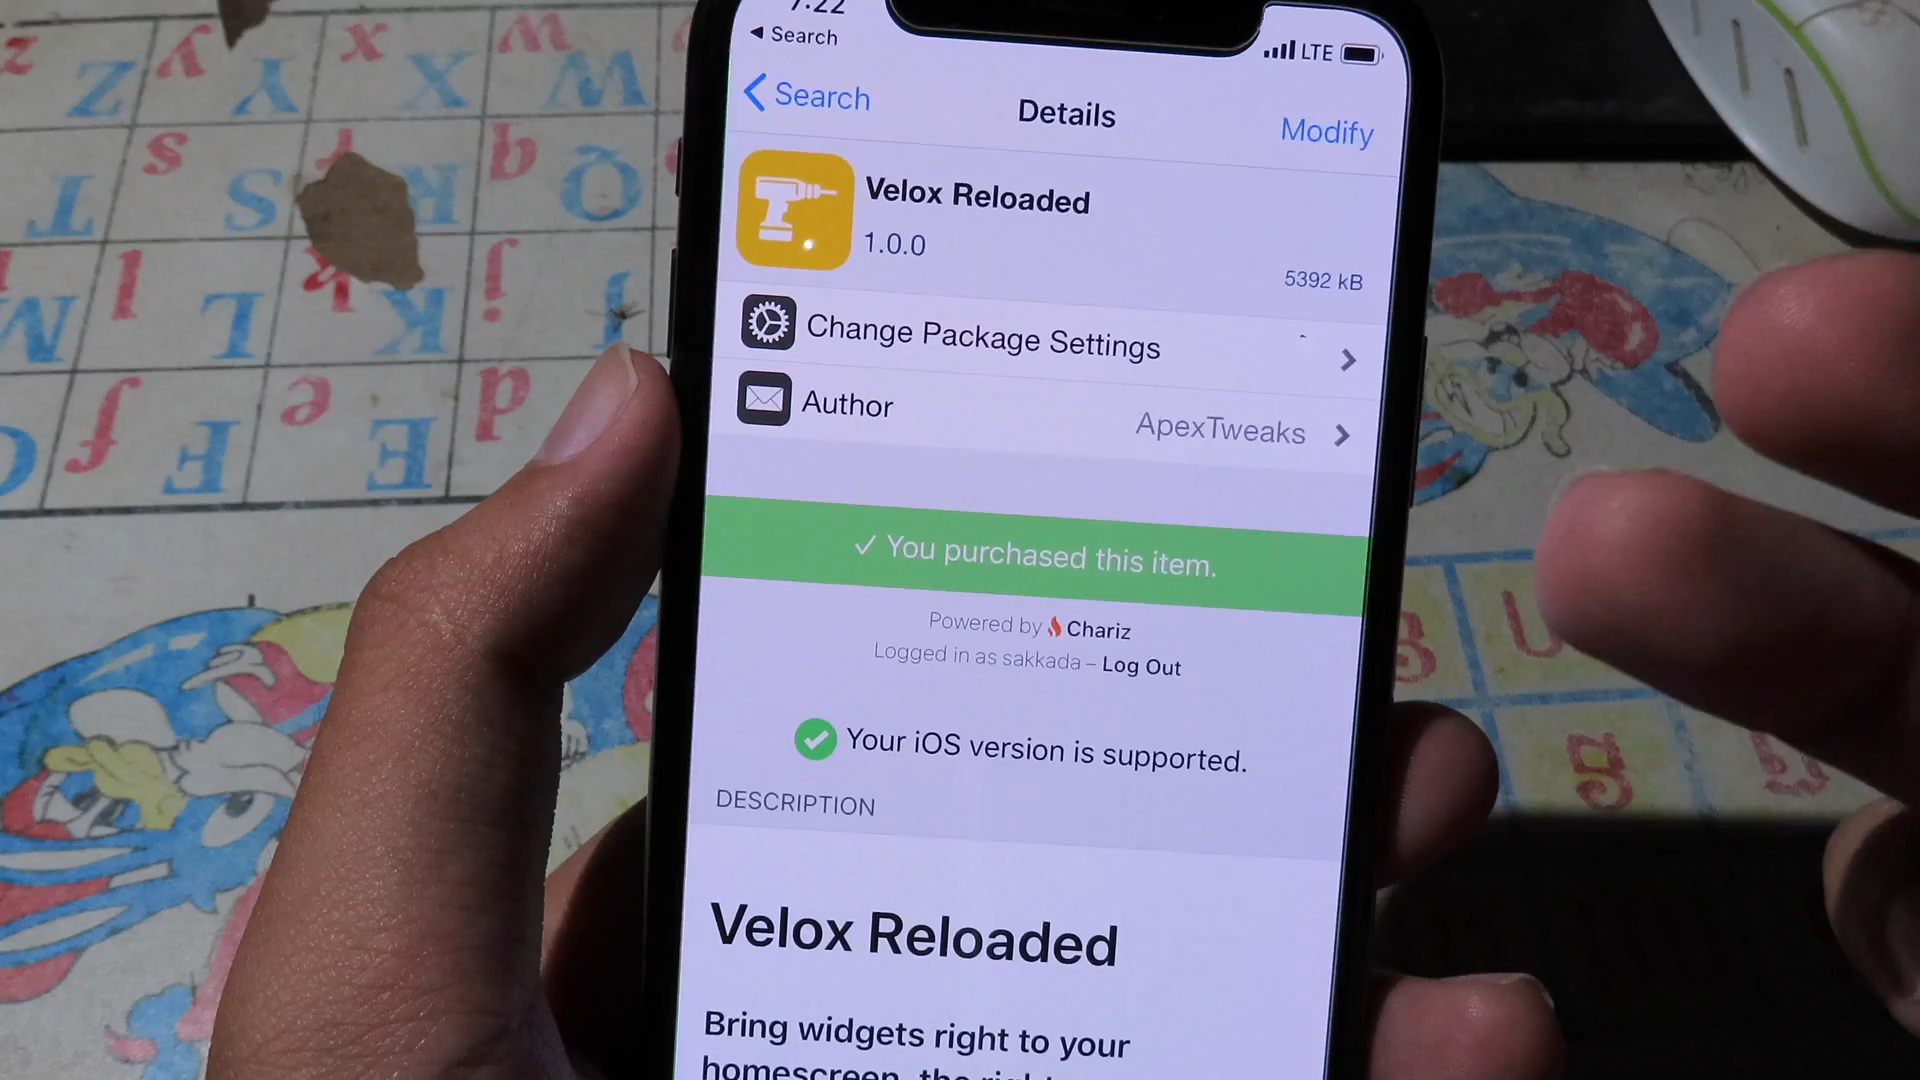 7:22
Search
LTE
Search
Details
Modify
Velox Reloaded
1.0.0
5392 kB
Change Package Settings
Author
ApexTweaks
✓ You purchased this item.
Powered by Chariz
Logged in as sakkada – Log Out
Your iOS version is supported.
DESCRIPTION
Velox Reloaded
Bring widgets right to your
homescreen, the right
z Z y Y x X w W
T s S r R q Q
M l L k K j J
f F e E d